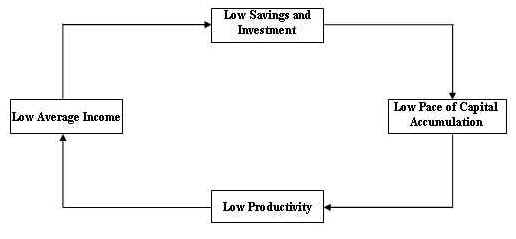 Low Savings and
Investment
Low Average Income
Low Pace of Capital
Accumulation
Low Productivity